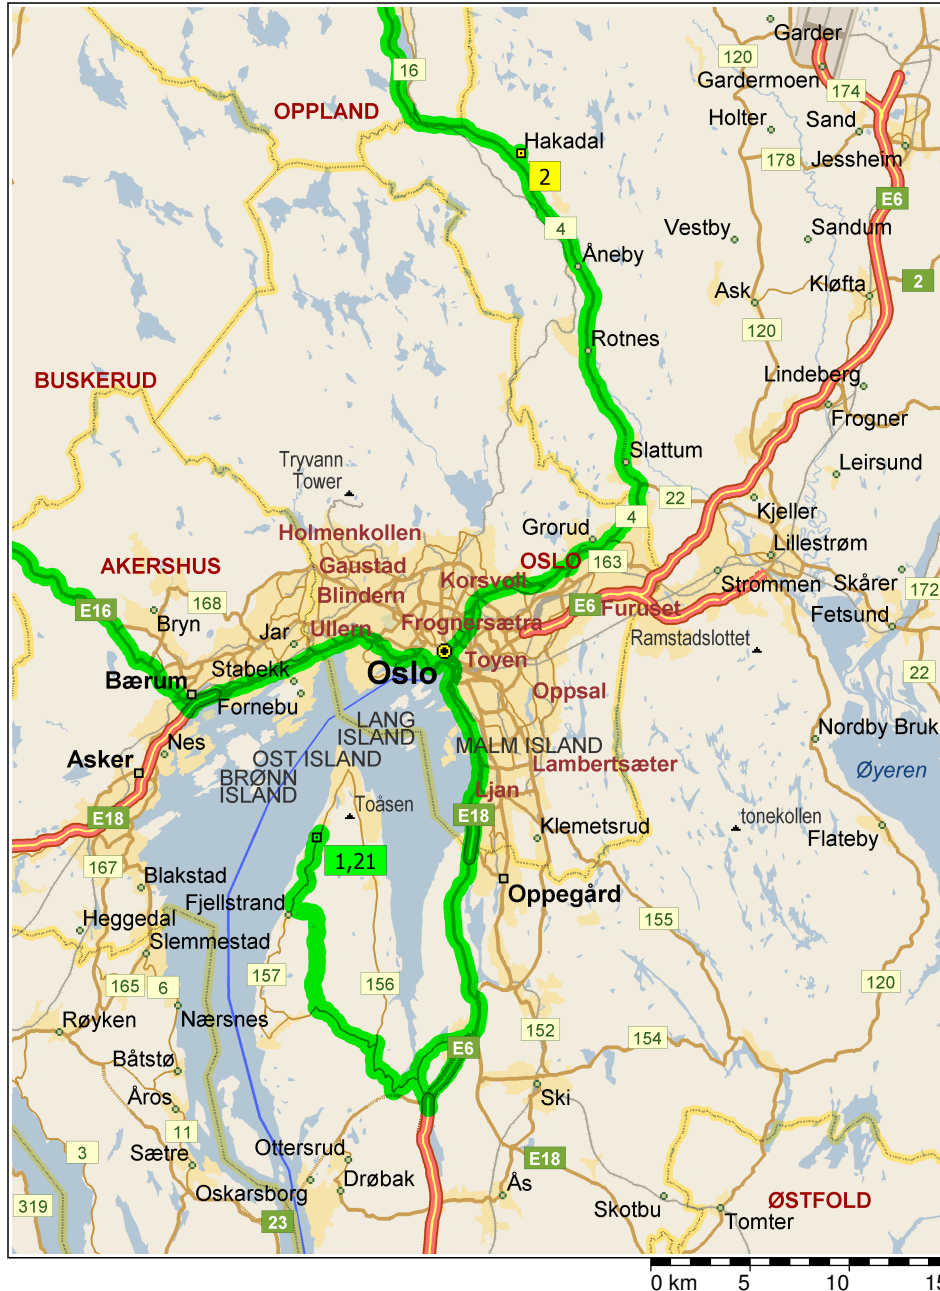 Garder
120
16
Gardermoen
174
OPPLAND
Holter
Sand
Hakadal
178
Jessheim
2
E6
4
Vestby
Sandum
Åneby
Ask
Kløfta
2
120
Rotnes
BUSKERUD
Lindeberg
Frogner
Slattum
Leirsund
Tryvann
Tower
22
Kjeller
4
Holmenkollen
Grorud
Lillestrøm
AKERSHUS
Gaustad
OSLO
163
Korsvoll
Strommen
Skårer
172
E16
168
Blindern
E6
Furuset
Fetsund
Bryn
Jar
Ullern
Frognersætra
Ramstadslottet
Stabekk
Oslo
Toyen
22
Bærum
Fornebu
Oppsal
LANG
ISLAND
Nordby Bruk
Nes
MALM ISLAND
Asker
OST ISLAND
Lambertsæter
Øyeren
BRØNN
ISLAND
Ljan
Toåsen
E18
E18
tonekollen
Klemetsrud
Flateby
167
1,21
Blakstad
Oppegård
Fjellstrand
Heggedal
155
Slemmestad
157
156
165
6
120
Røyken
Nærsnes
152
154
E6
Båtstø
Ski
Åros
11
3
Ottersrud
E18
Sætre
Drøbak
Ås
Oskarsborg
ØSTFOLD
319
Skotbu
23
Tomter
0 km
5
10
15